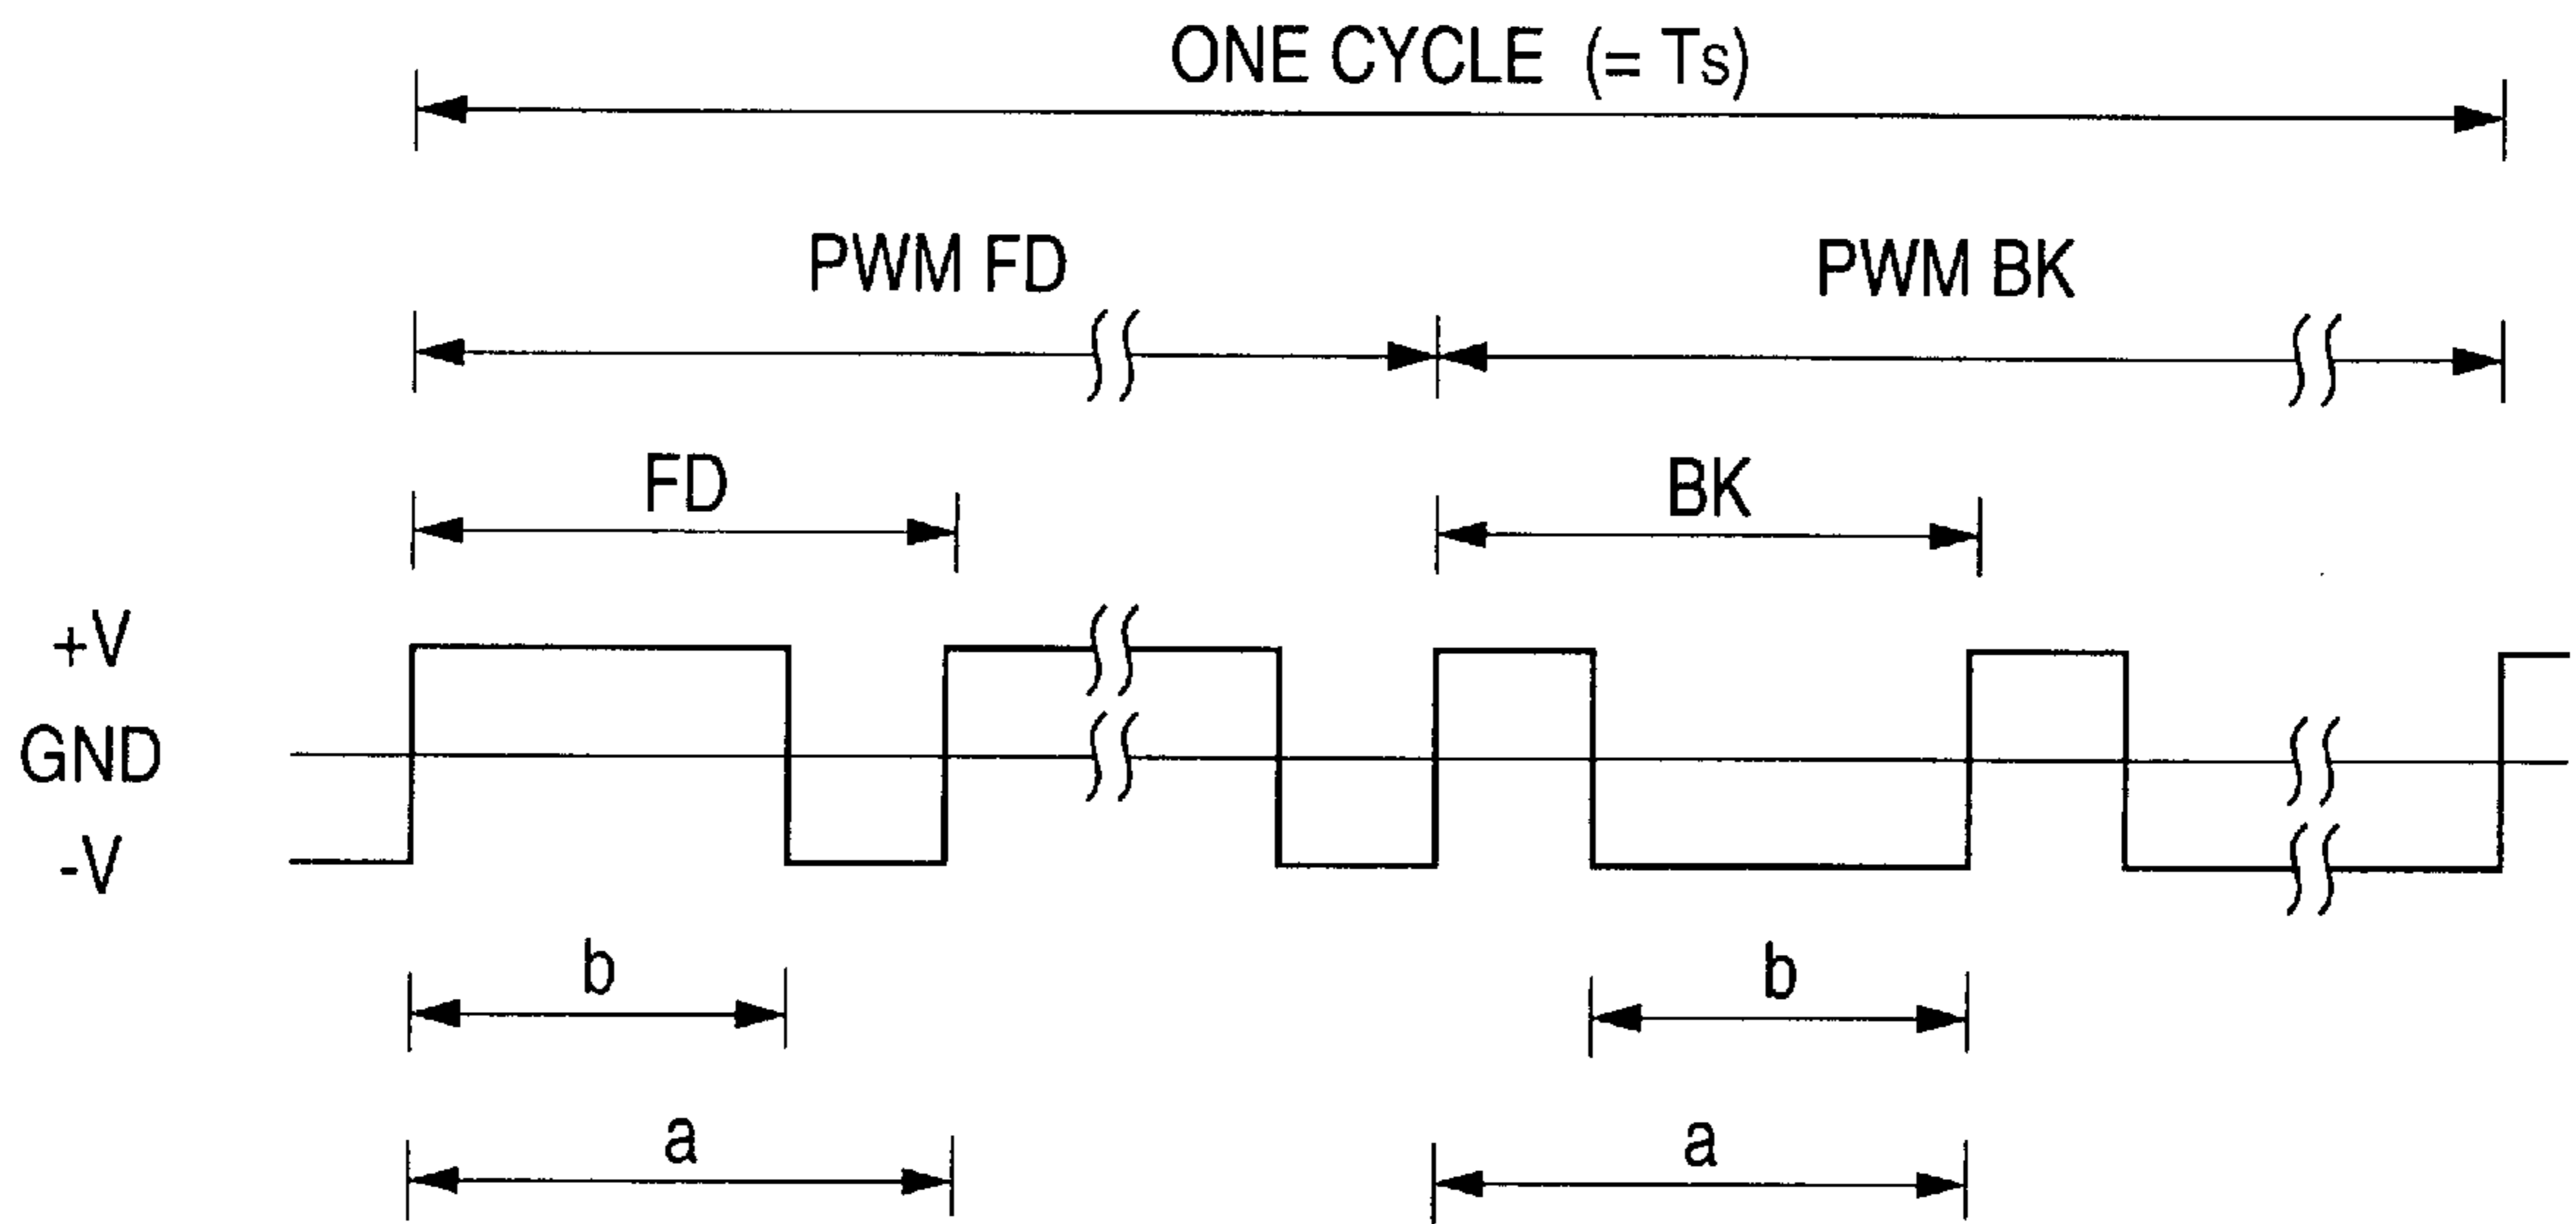 ONE CYCLE (= Ts)
PWM FD
PWM BK
FD
BK
+V
GND
-V
b
b
a
a